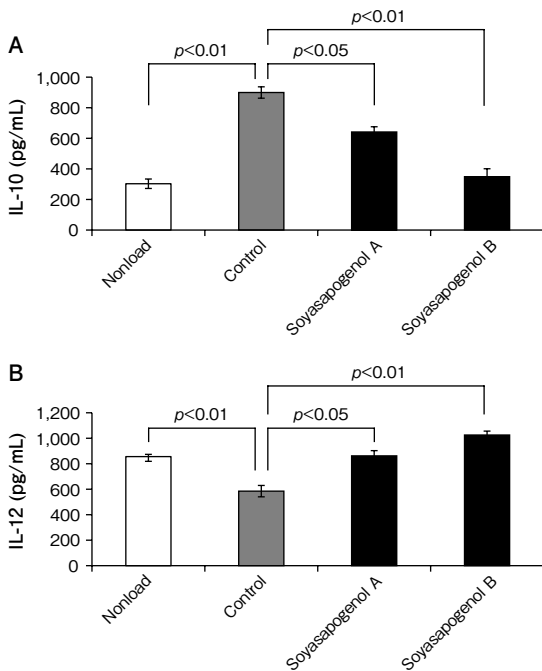 A
p<0.01
p<0.01
p<0.05
IL-10 (pg/mL)
1,000
800
600
400
200
0
Nonload
Control
Soyasapogenol A
Soyasapogenol B
B
p<0.01
p<0.01
p<0.05
IL-12 (pg/mL)
1,200
1,000
800
600
400
200
0
Nonload
Control
Soyasapogenol A
Soyasapogenol B